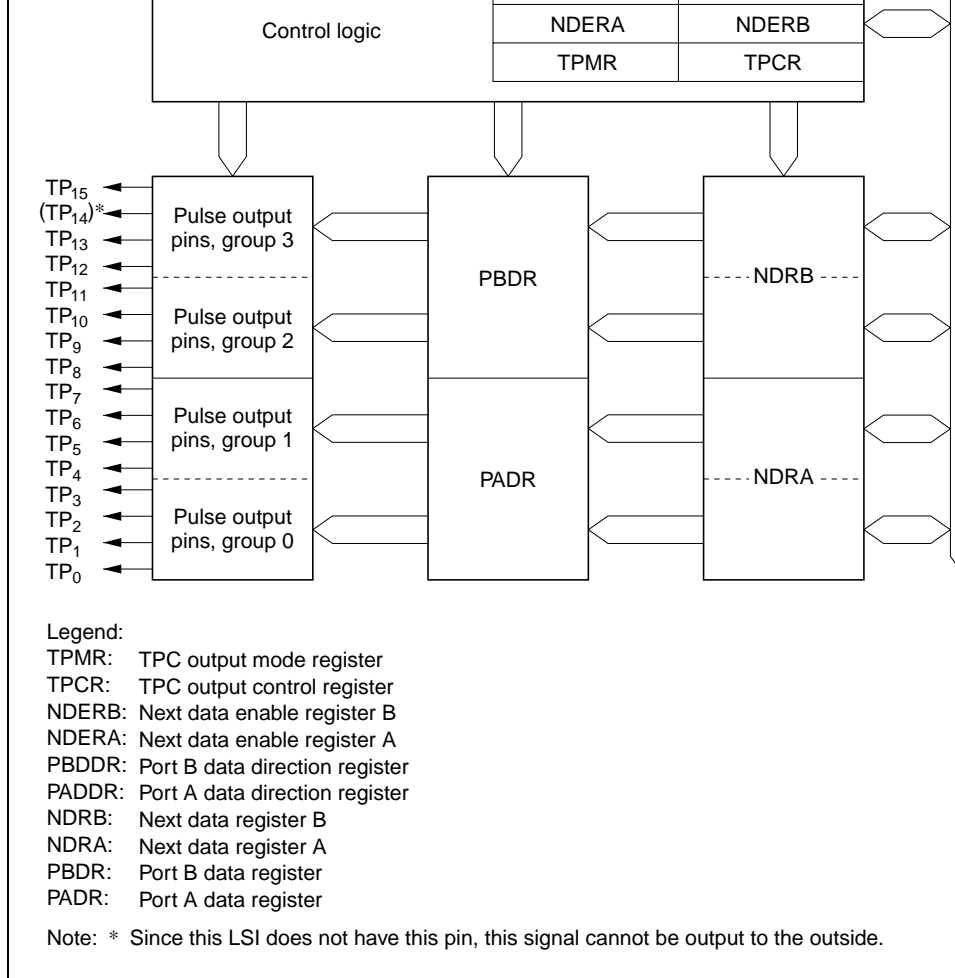 Control logic
NDERA NDERB
TPMR TPCR
TP15
(TP14)*
TP13
TP12
TP11
TP10
TP9
TP8
TP7
TP6
TP5
TP4
TP3
TP2
TP1
TP0
Pulse output
pins, group 3
Pulse output
pins, group 2
Pulse output
pins, group 1
Pulse output
pins, group 0
PBDR
PADR
NDRB
NDRA
Legend:
TPMR: TPC output mode register
TPCR: TPC output control register
NDERB: Next data enable register B
NDERA: Next data enable register A
PBDDR: Port B data direction register
PADDR: Port A data direction register
NDRB: Next data register B
NDRA: Next data register A
PBDR: Port B data register
PADR: Port A data register
Note: * Since this LSI does not have this pin, this signal cannot be output to the outside.